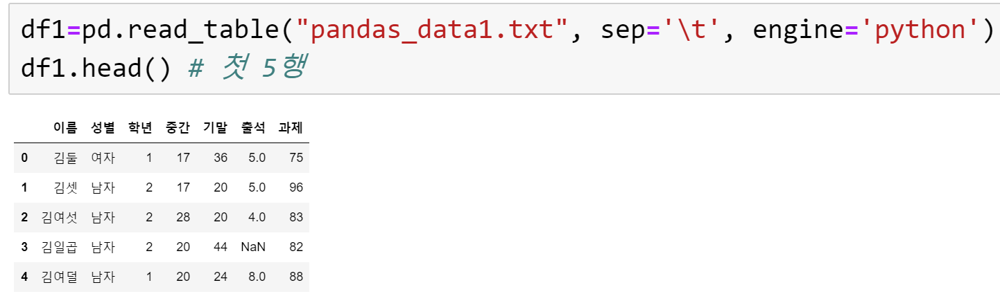 df1=pd.read_table("pandas_data1.txt", sep='\t', engine='python')
df1.head() # 첫 5행
이름 성별 학년 중간 기말 출석 과제
0 김둘 여자 1 17 36 5.0 75
1 김셋 남자 2 17 20 5.0 96
2 김여섯 남자 2 28 20 4.0 83
3 김일곱 남자 2 20 44 NaN 82
4 김여덜 남자 1 20 24 8.0 88